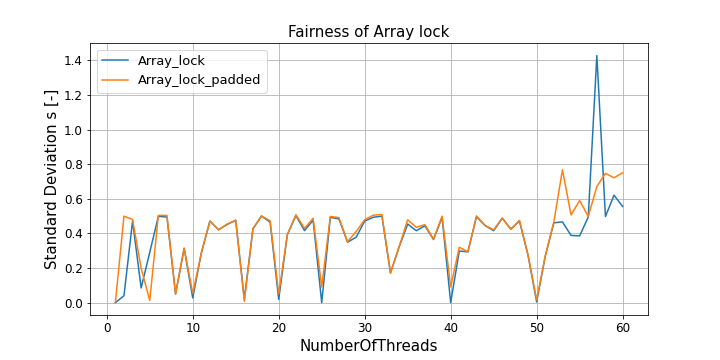 Fairness of Array lock
Array_lock
Array_lock_padded
Standard Deviation s [-]
1.4
1.2
1.0
0.8
0.6
0.4
0.2
0.0
0 10 20 30 40 50 60
NumberOfThreads